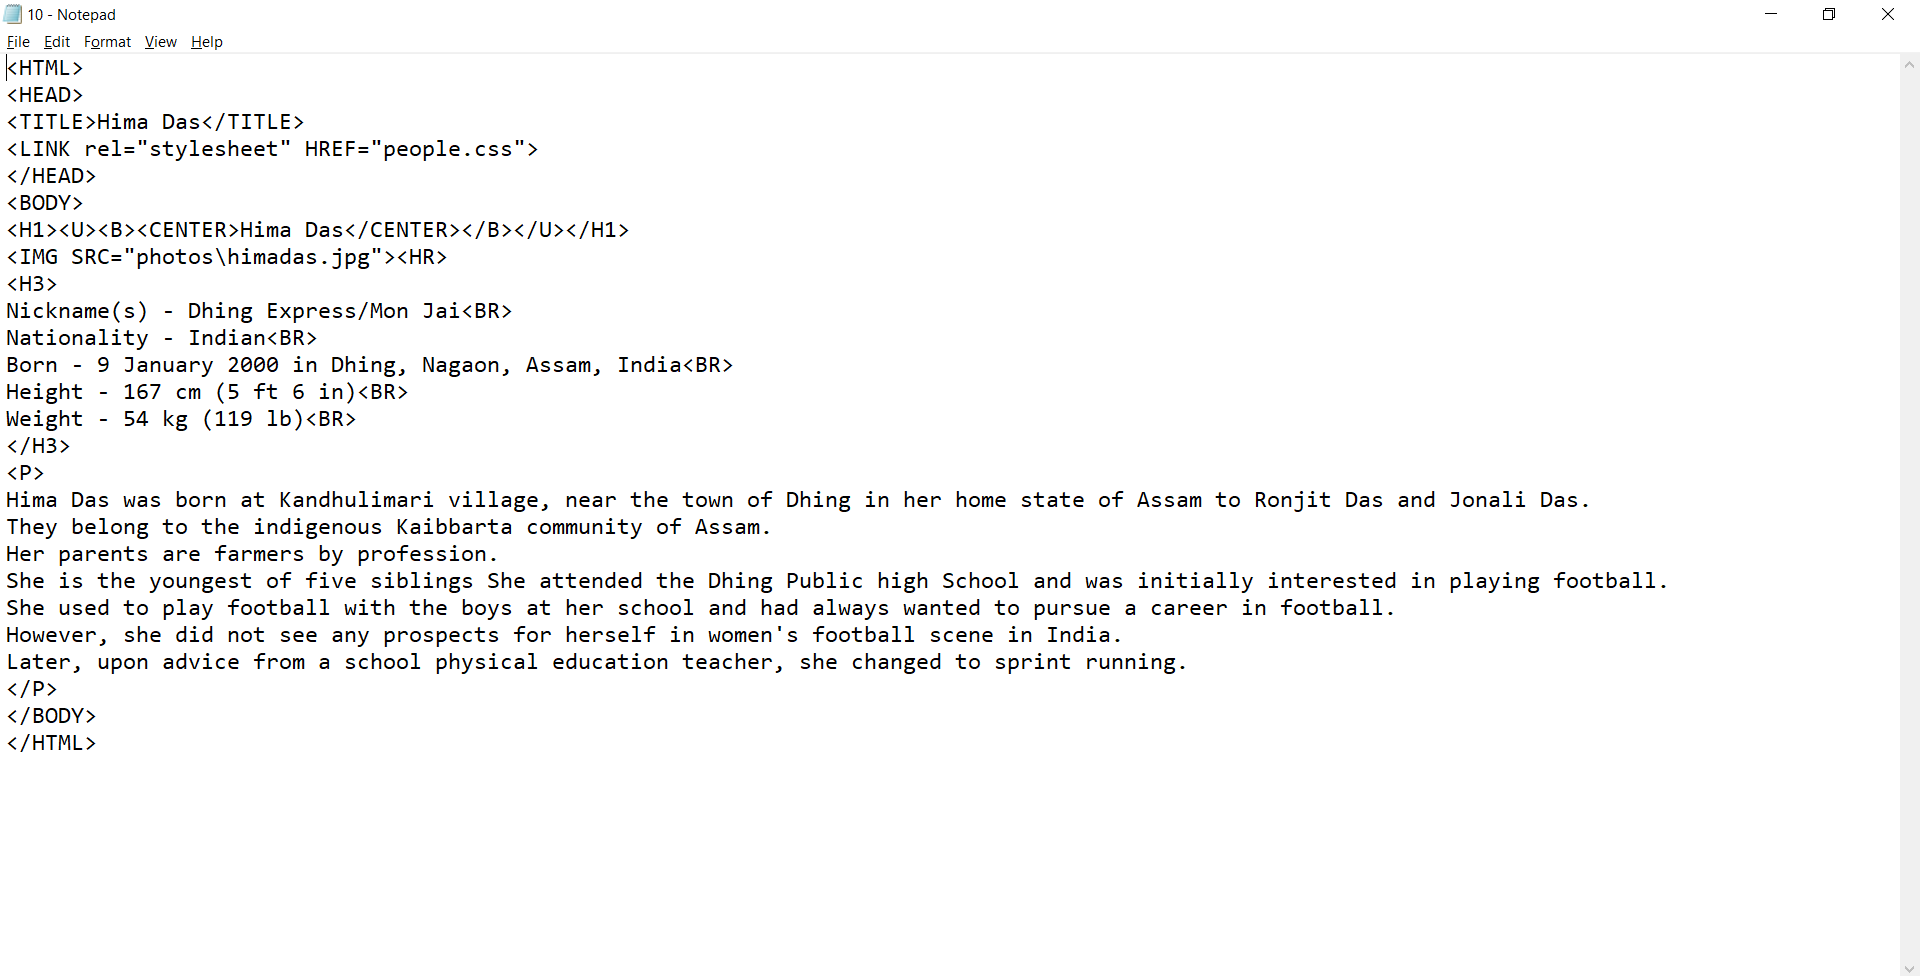 10 - Notepad
File Edit Format View Help
<HTML>
<HEAD>
<TITLE>Hima Das</TITLE>
<LINK rel="stylesheet" HREF="people.css">
</HEAD>
<BODY>
<H1><U><B><CENTER>Hima Das</CENTER></B></U></H1>
<IMG SRC="photos\himadas.jpg"><HR>
<H3>
Nickname(s) - Dhing Express/Mon Jai<BR>
Nationality - Indian<BR>
Born - 9 January 2000 in Dhing, Nagaon, Assam, India<BR>
Height - 167 cm (5 ft 6 in)<BR>
Weight - 54 kg (119 lb)<BR>
</H3>
<P>
Hima Das was born at Kandhulimari village, near the town of Dhing in her home state of Assam to Ronjit Das and Jonali Das.
They belong to the indigenous Kaibbarta community of Assam.
Her parents are farmers by profession.
She is the youngest of five siblings She attended the Dhing Public high School and was initially interested in playing football.
She used to play football with the boys at her school and had always wanted to pursue a career in football.
However, she did not see any prospects for herself in women's football scene in India.
Later, upon advice from a school physical education teacher, she changed to sprint running.
</P>
</BODY>
</HTML>